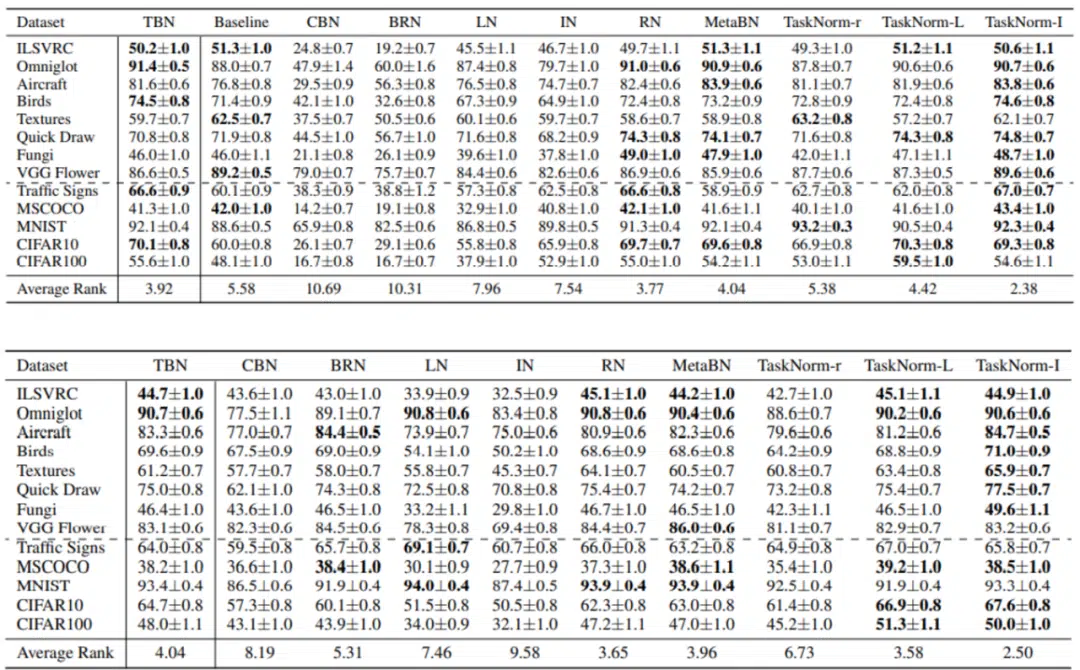 Dataset TBN Baseline CBN BRN LN IN RN MetaBN TaskNorm-r TaskNorm-L TaskNorm-I
ILSVRC 50.2±1.0 51.3±1.0 24.8±0.7 19.2±0.7 45.5±1.1 46.7±1.0 49.7±1.1 51.3±1.1 49.3±1.0 51.2±1.1 50.6±1.1
Omniglot 91.4±0.5 88.0±0.7 47.9±1.4 60.0±1.6 87.4±0.8 79.7±1.0 91.0±0.6 90.9±0.6 87.8±0.7 90.6±0.6 90.7±0.6
Aircraft 81.6±0.6 76.8±0.8 29.5±0.9 56.3±0.8 76.5±0.8 74.7±0.7 82.4±0.6 83.9±0.6 81.1±0.7 81.9±0.6 83.8±0.6
Birds 74.5±0.8 71.4±0.9 42.1±1.0 32.6±0.8 67.3±0.9 64.9±1.0 72.4±0.8 73.2±0.9 72.8±0.9 72.4±0.8 74.6±0.8
Textures 59.7±0.7 62.5±0.7 37.5±0.7 50.5±0.6 60.1±0.6 59.7±0.7 58.6±0.7 58.9±0.8 63.2±0.8 57.2±0.7 62.1±0.7
Quick Draw 70.8±0.8 71.9±0.8 44.5±1.0 56.7±1.0 71.6±0.8 68.2±0.9 74.3±0.8 74.1±0.7 71.6±0.8 74.3±0.8 74.8±0.7
Fungi 46.0±1.0 46.0±1.1 21.1±0.8 26.1±0.9 39.6±1.0 37.8±1.0 49.0±1.0 47.9±1.0 42.0±1.1 47.1±1.1 48.7±1.0
VGG Flower 86.6±0.5 89.2±0.5 79.0±0.7 75.7±0.7 84.4±0.6 82.6±0.6 86.9±0.6 85.9±0.6 87.7±0.6 87.3±0.5 89.6±0.6
Traffic Signs 66.6±0.9 60.1±0.9 38.3±0.9 38.8±1.2 57.3±0.8 62.5±0.8 66.6±0.8 58.9±0.9 62.7±0.8 62.0±0.8 67.0±0.7
MSCOCO 41.3±1.0 42.0±1.0 14.2±0.7 19.1±0.8 32.9±1.0 40.8±1.0 42.1±1.0 41.6±1.1 40.1±1.0 41.6±1.0 43.4±1.0
MNIST 92.1±0.4 88.6±0.5 65.9±0.8 82.5±0.6 86.8±0.5 89.8±0.5 91.3±0.4 92.1±0.4 93.2±0.3 90.5±0.4 92.3±0.4
CIFAR10 70.1±0.8 60.0±0.8 26.1±0.7 29.1±0.6 55.8±0.8 65.9±0.8 69.7±0.7 69.6±0.8 66.9±0.8 70.3±0.8 69.3±0.8
CIFAR100 55.6±1.0 48.1±1.0 16.7±0.8 16.7±0.7 37.9±1.0 52.9±1.0 55.0±1.0 54.2±1.1 53.0±1.1 59.5±1.0 54.6±1.1
Average Rank 3.92 5.58 10.69 10.31 7.96 7.54 3.77 4.04 5.38 4.42 2.38
Dataset TBN CBN BRN LN IN RN MetaBN TaskNorm-r TaskNorm-L TaskNorm-I
ILSVRC 44.7±1.0 43.6±1.0 43.0±1.0 33.9±0.9 32.5±0.9 45.1±1.0 44.2±1.0 42.7±1.0 45.1±1.1 44.9±1.0
Omniglot 90.7±0.6 77.5±1.1 89.1±0.7 90.8±0.6 83.4±0.8 90.8±0.6 90.4±0.6 88.6±0.7 90.2±0.6 90.6±0.6
Aircraft 83.3±0.6 77.0±0.7 84.4±0.5 73.9±0.7 75.0±0.6 80.9±0.6 82.3±0.6 79.6±0.6 81.2±0.6 84.7±0.5
Birds 69.6±0.9 67.5±0.9 69.0±0.9 54.1±1.0 50.2±1.0 68.6±0.9 68.6±0.8 64.2±0.9 68.8±0.9 71.0±0.9
Textures 61.2±0.7 57.7±0.7 58.0±0.7 55.8±0.7 45.3±0.7 64.1±0.7 60.5±0.7 60.8±0.7 63.4±0.8 65.9±0.7
Quick Draw 75.0±0.8 62.1±1.0 74.3±0.8 72.5±0.8 70.8±0.8 75.4±0.7 74.2±0.7 73.2±0.8 75.4±0.7 77.5±0.7
Fungi 46.4±1.0 43.6±1.0 46.5±1.0 33.2±1.1 29.8±1.0 46.7±1.0 46.5±1.0 42.3±1.1 46.5±1.0 49.6±1.1
VGG Flower 83.1±0.6 82.3±0.6 84.5±0.6 78.3±0.8 69.4±0.8 84.4±0.7 86.0±0.6 81.1±0.7 82.9±0.7 83.2±0.6
Traffic Signs 64.0±0.8 59.5±0.8 65.7±0.8 69.1±0.7 60.7±0.8 66.0±0.8 63.2±0.8 64.9±0.8 67.0±0.7 65.8±0.7
MSCOCO 38.2±1.0 36.6±1.0 38.4±1.0 30.1±0.9 27.7±0.9 37.3±1.0 38.6±1.1 35.4±1.0 39.2±1.0 38.5±1.0
MNIST 93.4±0.4 86.5±0.6 91.9±0.4 94.0±0.4 87.4±0.5 93.9±0.4 93.9±0.4 92.5±0.4 91.9±0.4 93.3±0.4
CIFAR10 64.7±0.8 57.3±0.8 60.1±0.8 51.5±0.8 50.5±0.8 62.3±0.8 63.0±0.8 61.4±0.8 66.9±0.8 67.6±0.8
CIFAR100 48.0±1.1 43.1±1.0 43.9±1.0 34.0±0.9 32.1±1.0 47.2±1.1 47.0±1.0 45.2±1.0 51.3±1.1 50.0±1.0
Average Rank 4.04 8.19 5.31 7.46 9.58 3.65 3.96 6.73 3.58 2.50